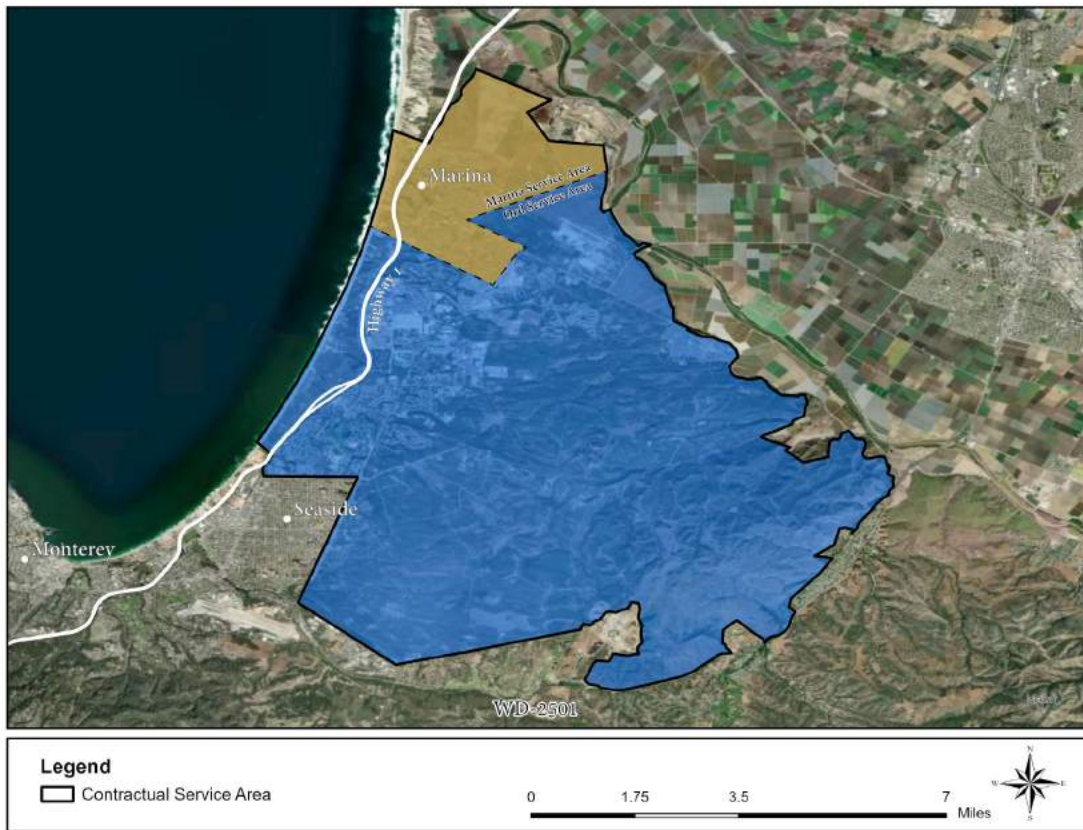 Marina
Marina Service Area
Ord Service Area
Highway 1
Seaside
Monterey
WD-2501
Legend
Contractual Service Area
0 1.75 3.5 7
Miles
N
W E
S